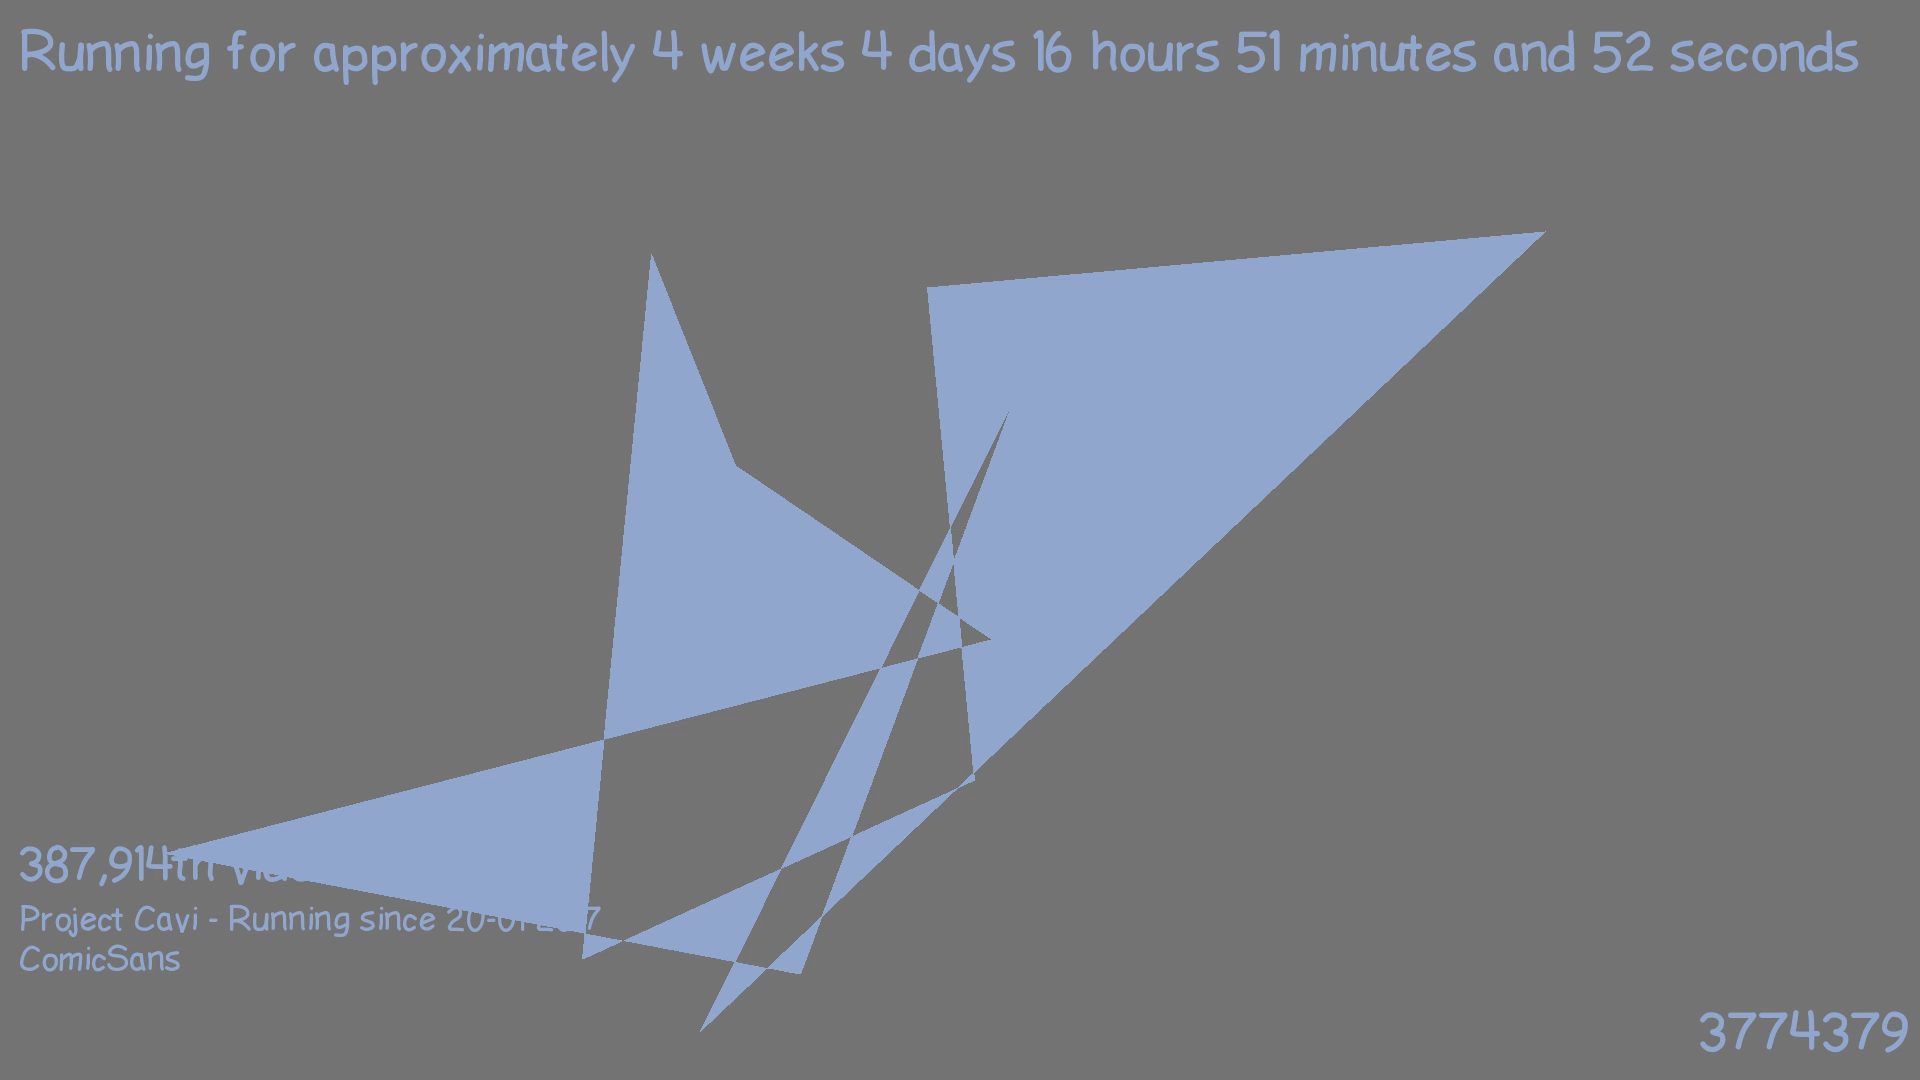 Running for approximately 4 weeks 4 days 16 hours 51 minutes and 52 seconds
387,914th
Project Cavi - Running since
ComicSans
3774379